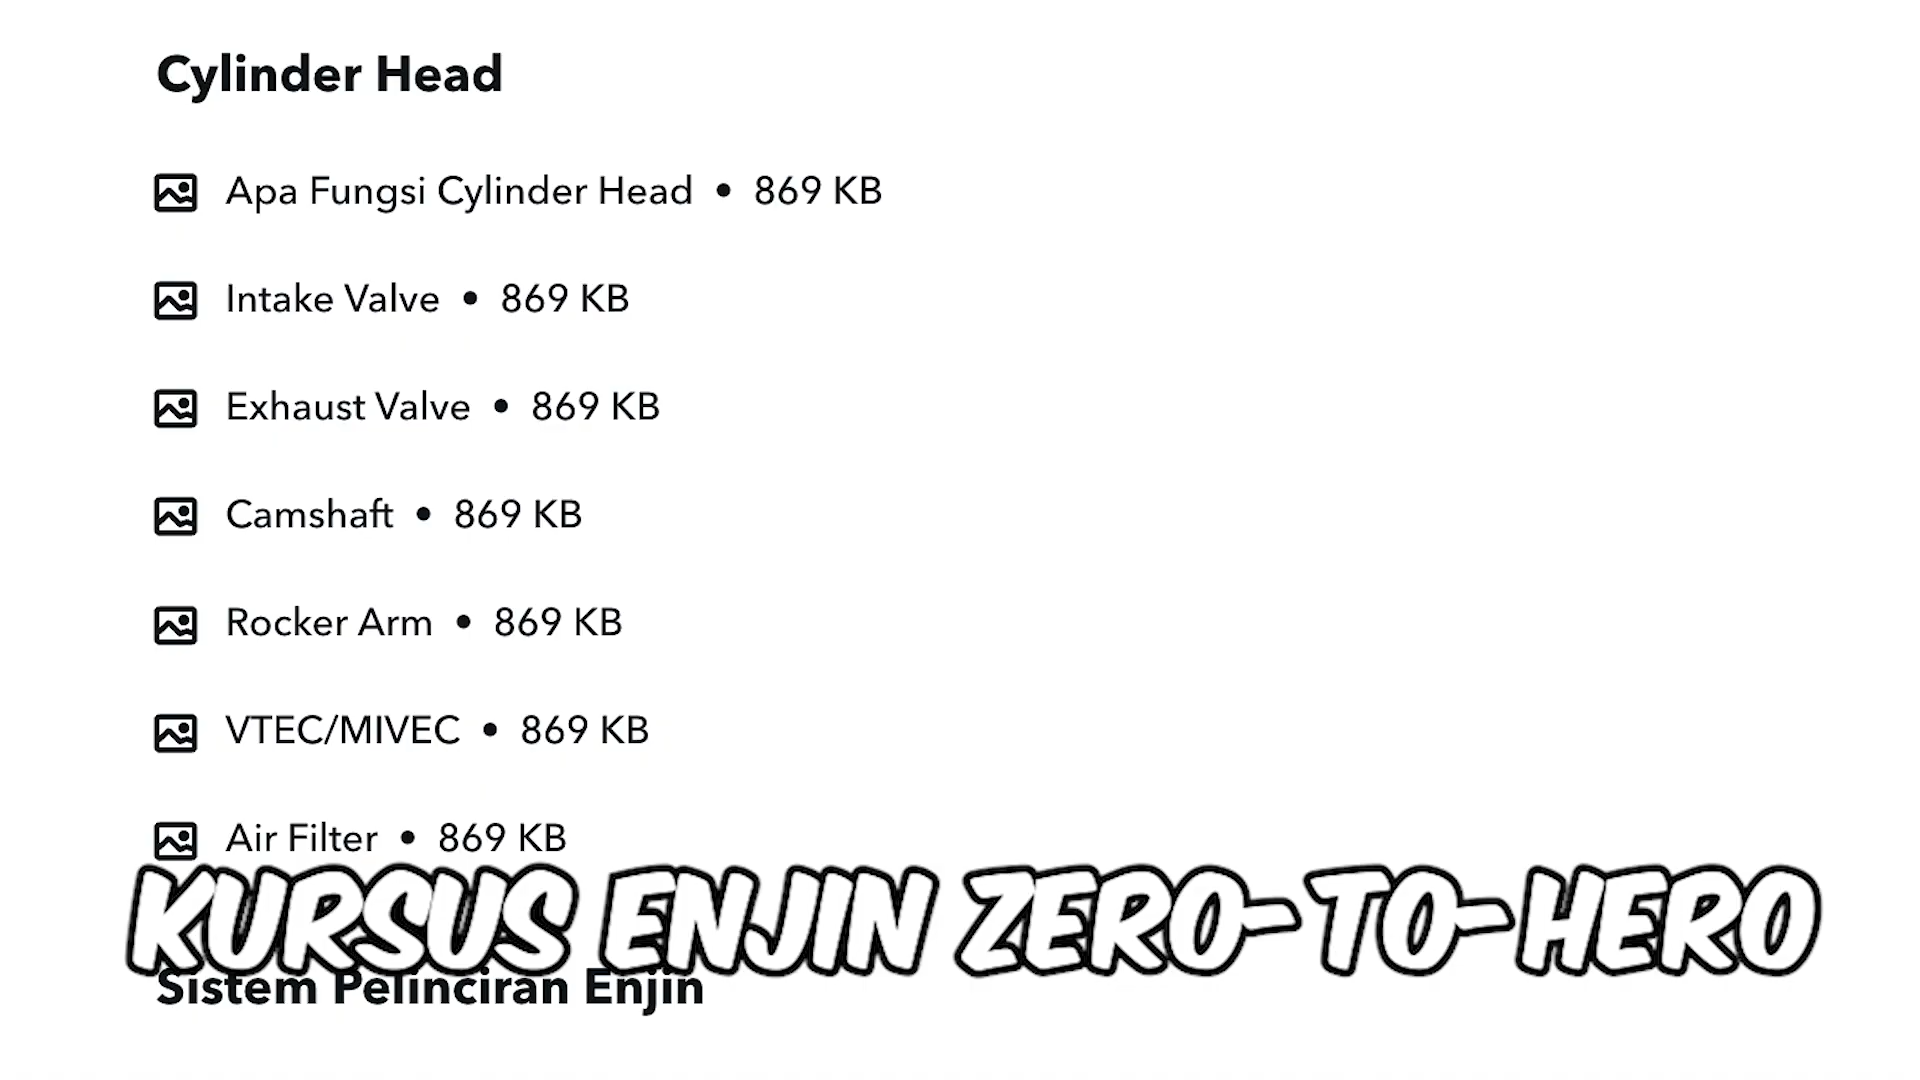 Cylinder Head
Apa Fungsi Cylinder Head • 869 KB
Intake Valve • 869 KB
Exhaust Valve • 869 KB
Camshaft • 869 KB
Rocker Arm • 869 KB
VTEC/MIVEC • 869 KB
Air Filter • 869 KB
KURSUS ENJIN ZERO-TO-HERO
Sistem Pelinciran Enjin